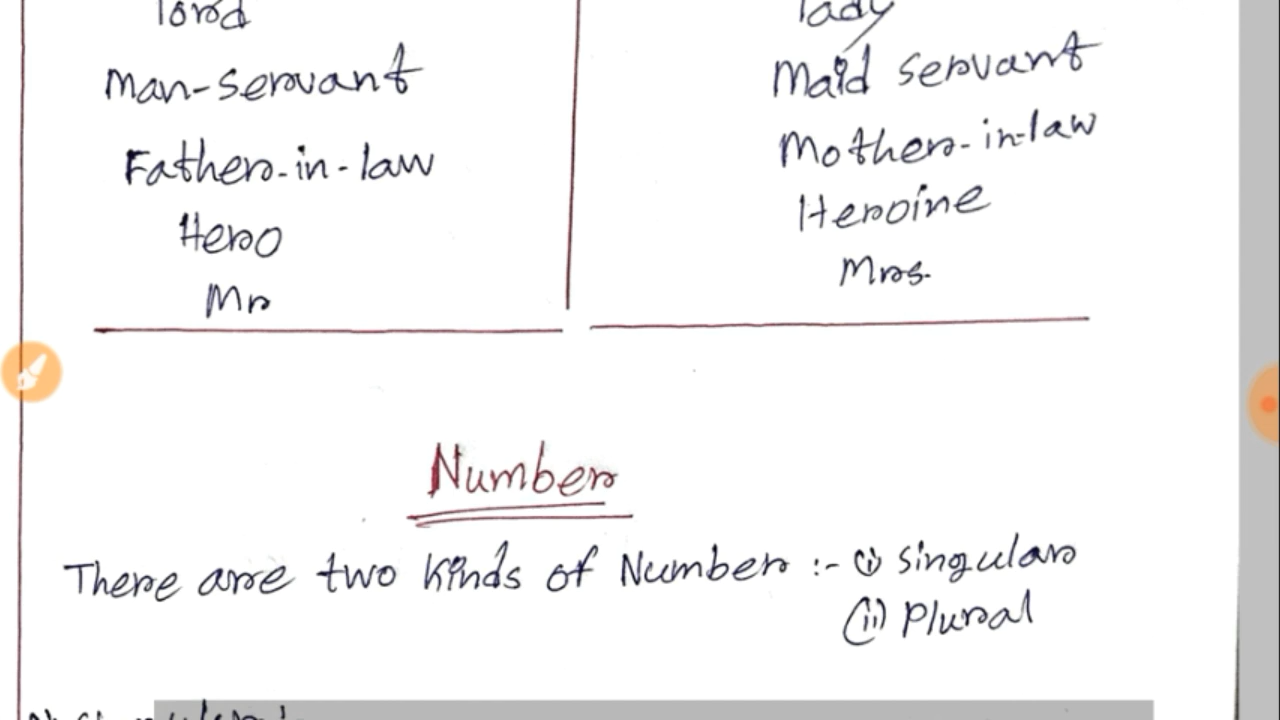 lord lady
Man-servant Maid servant
Father-in-law Mother-in-law
Hero Heroine
Mr Mrs.
Number
There are two kinds of Number :- (i) Singular
(ii) Plural